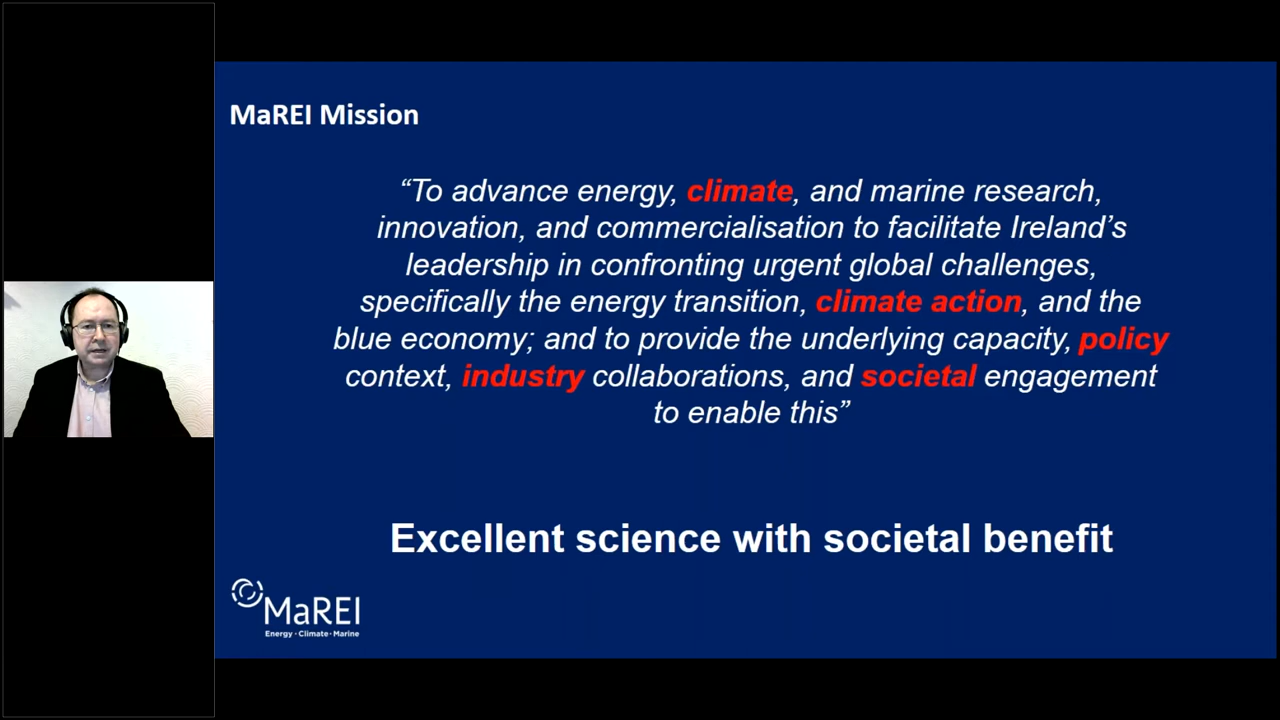 MaREI Mission
“To advance energy, climate, and marine research,
innovation, and commercialisation to facilitate Ireland’s
leadership in confronting urgent global challenges,
specifically the energy transition, climate action, and the
blue economy; and to provide the underlying capacity, policy
context, industry collaborations, and societal engagement
to enable this”
Excellent science with societal benefit
MaREI
Energy · Climate · Marine